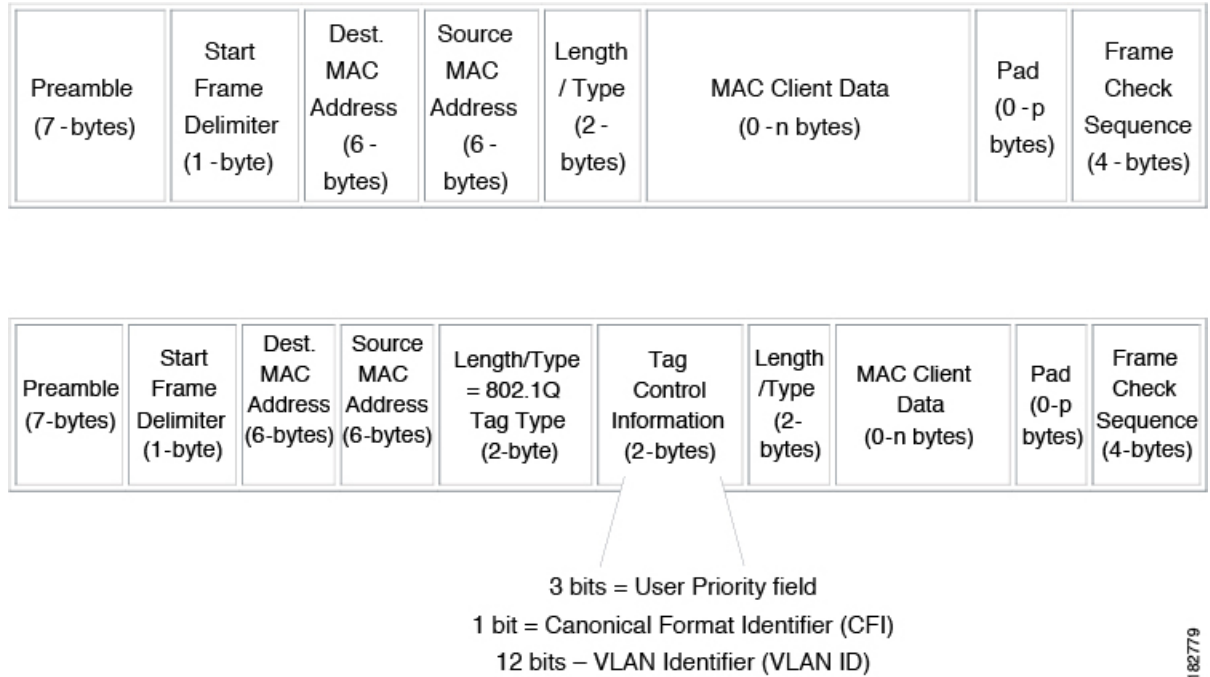 Preamble
(7 -bytes)
Start
Frame
Delimiter
(1 -byte)
Dest.
MAC
Address
(6 -
bytes)
Source
MAC
Address
(6 -
bytes)
Length
/ Type
(2 -
bytes)
MAC Client Data
(0 -n bytes)
Pad
(0 -p
bytes)
Frame
Check
Sequence
(4 - bytes)
Preamble
(7-bytes)
Start
Frame
Delimiter
(1-byte)
Dest.
MAC
Address
(6-bytes)
Source
MAC
Address
(6-bytes)
Length/Type
= 802.1Q
Tag Type
(2-byte)
Tag
Control
Information
(2-bytes)
Length
/Type
(2-
bytes)
MAC Client
Data
(0-n bytes)
Pad
(0-p
bytes)
Frame
Check
Sequence
(4-bytes)
3 bits = User Priority field
1 bit = Canonical Format Identifier (CFI)
12 bits – VLAN Identifier (VLAN ID)
182779